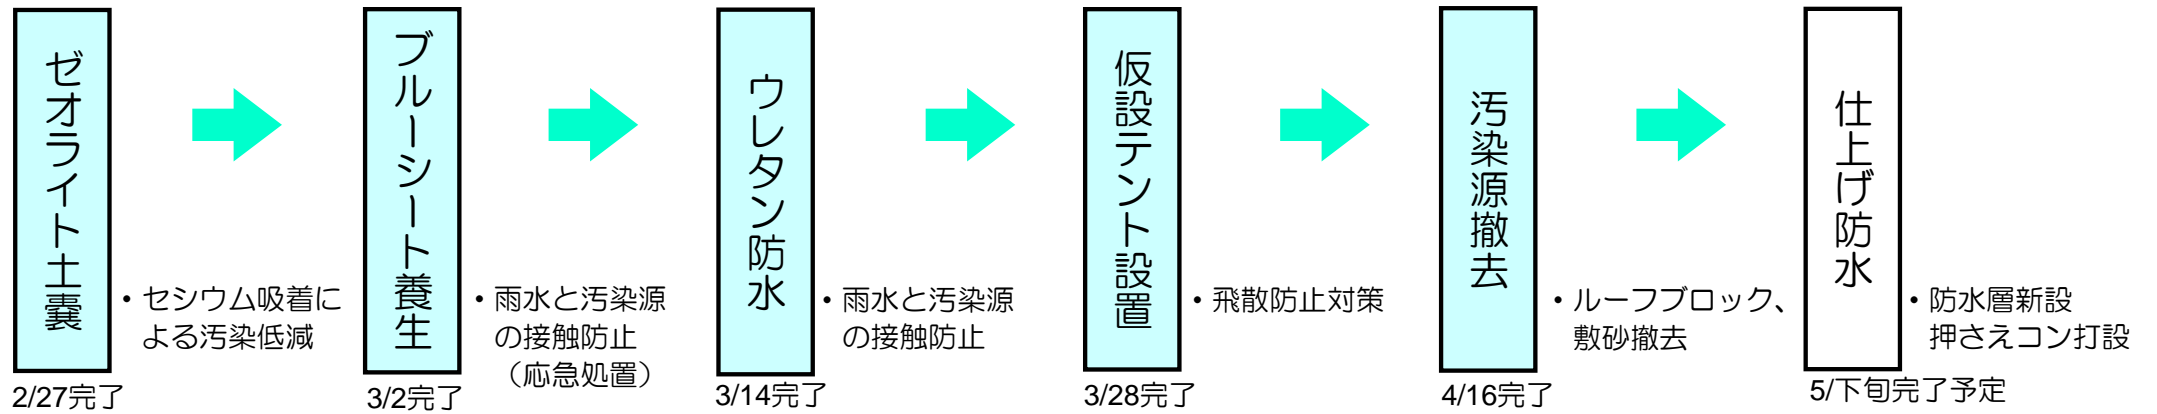 ゼオライト土嚢
・セシウム吸着に
よる汚染低減
2/27完了
ブルーシート養生
・雨水と汚染源
の接触防止
（応急処置）
3/2完了
ウレタン防水
・雨水と汚染源
の接触防止
3/14完了
仮設テント設置
・飛散防止対策
3/28完了
汚染源撤去
・ルーフブロック、
敷砂撤去
4/16完了
仕上げ防水
・防水層新設
押さえコン打設
5/下旬完了予定